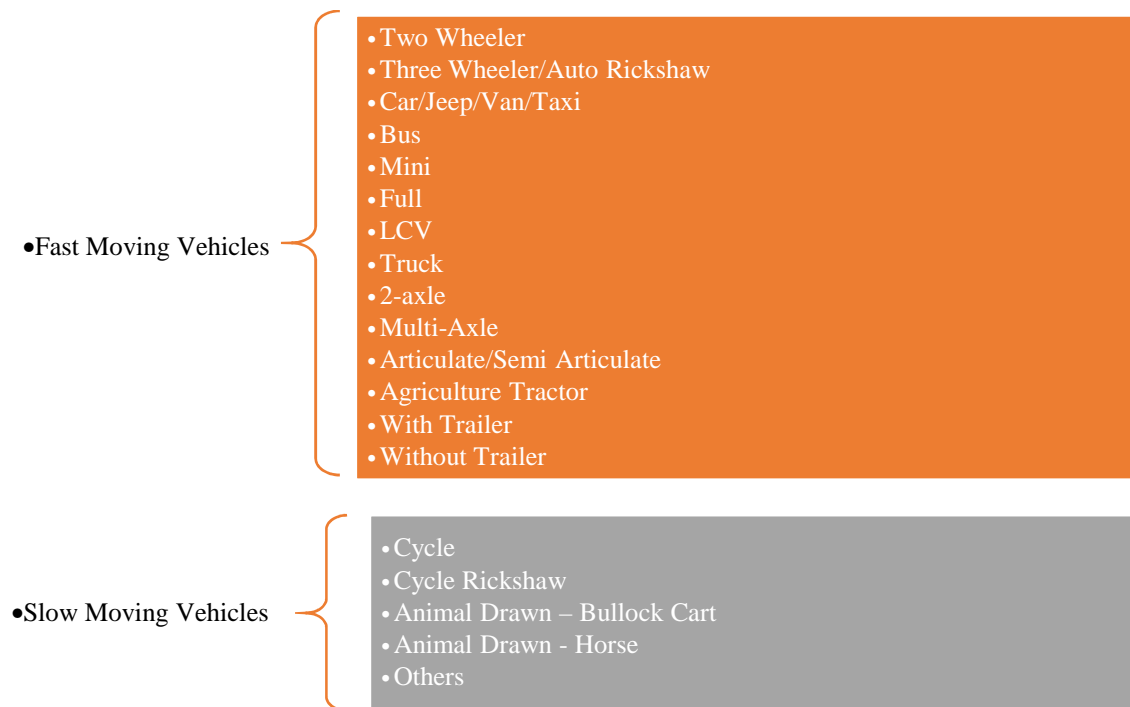 •Fast Moving Vehicles
•Two Wheeler
•Three Wheeler/Auto Rickshaw
•Car/Jeep/Van/Taxi
•Bus
•Mini
•Full
•LCV
•Truck
•2-axle
•Multi-Axle
•Articulate/Semi Articulate
•Agriculture Tractor
•With Trailer
•Without Trailer
•Slow Moving Vehicles
•Cycle
•Cycle Rickshaw
•Animal Drawn – Bullock Cart
•Animal Drawn - Horse
•Others